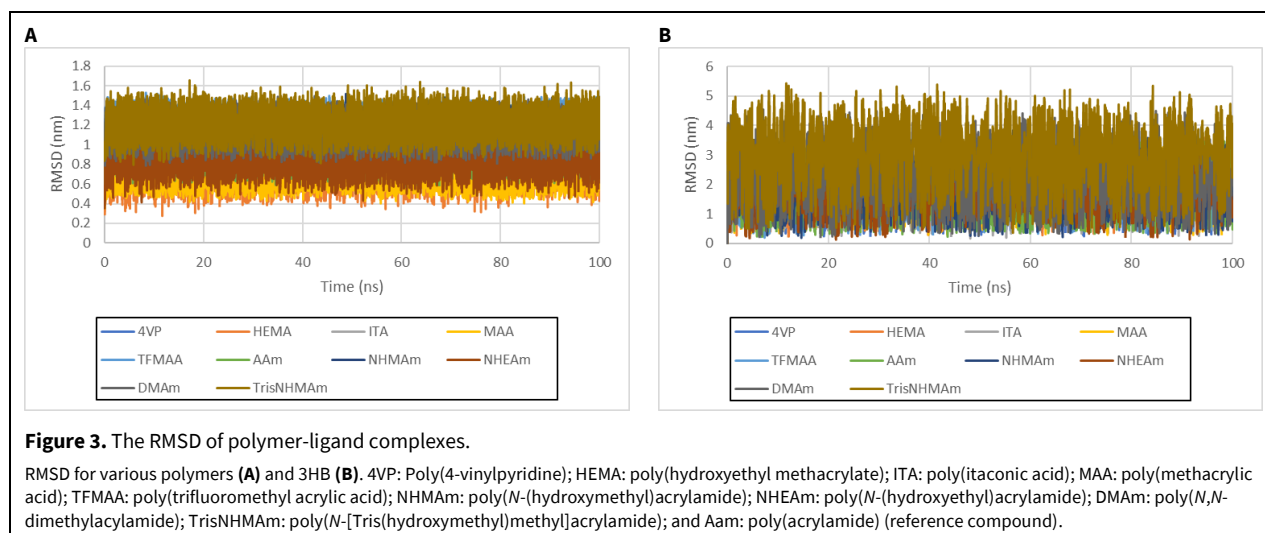 A
B
1.8
1.6
1.4
1.2
1
0.8
0.6
0.4
0.2
0
RMSD (nm)
0 20 40 60 80 100
Time (ns)
4VP HEMA ITA MAA
TFMAA AAm NHMAm NHEAm
DMAm TrisNHMAm
6
5
4
3
2
1
0
RMSD (nm)
0 20 40 60 80 100
Time (ns)
4VP HEMA ITA MAA
TFMAA AAm NHMAm NHEAm
DMAm TrisNHMAm
Figure 3. The RMSD of polymer-ligand complexes.
RMSD for various polymers (A) and 3HB (B). 4VP: Poly(4-vinylpyridine); HEMA: poly(hydroxyethyl methacrylate); ITA: poly(itaconic acid); MAA: poly(methacrylic
acid); TFMAA: poly(trifluoromethyl acrylic acid); NHMAm: poly(N-(hydroxymethyl)acrylamide); NHEAm: poly(N-(hydroxyethyl)acrylamide); DMAm: poly(N,N-
dimethylacylamide); TrisNHMAm: poly(N-[Tris(hydroxymethyl)methyl]acrylamide); and Aam: poly(acrylamide) (reference compound).